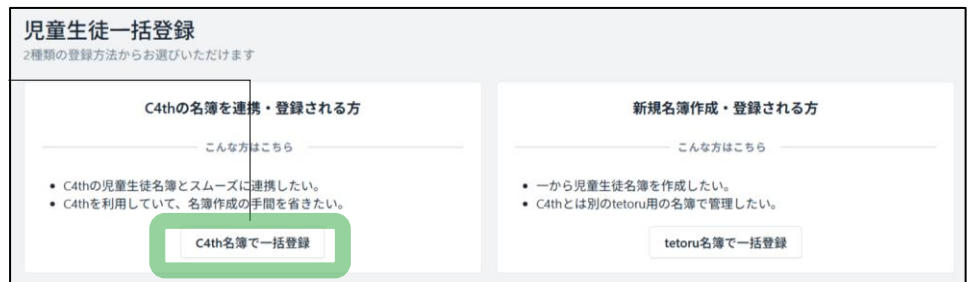 児童生徒一括登録
2種類の登録方法からお選びいただけます
C4thの名簿を連携・登録される方
こんな方はこちら
• C4thの児童生徒名簿とスムーズに連携したい。
• C4thを利用していて、名簿作成の手間を省きたい。
C4th名簿で一括登録
新規名簿作成・登録される方
こんな方はこちら
• 一から児童生徒名簿を作成したい。
• C4thとは別のtetoru用の名簿で管理したい。
tetoru名簿で一括登録